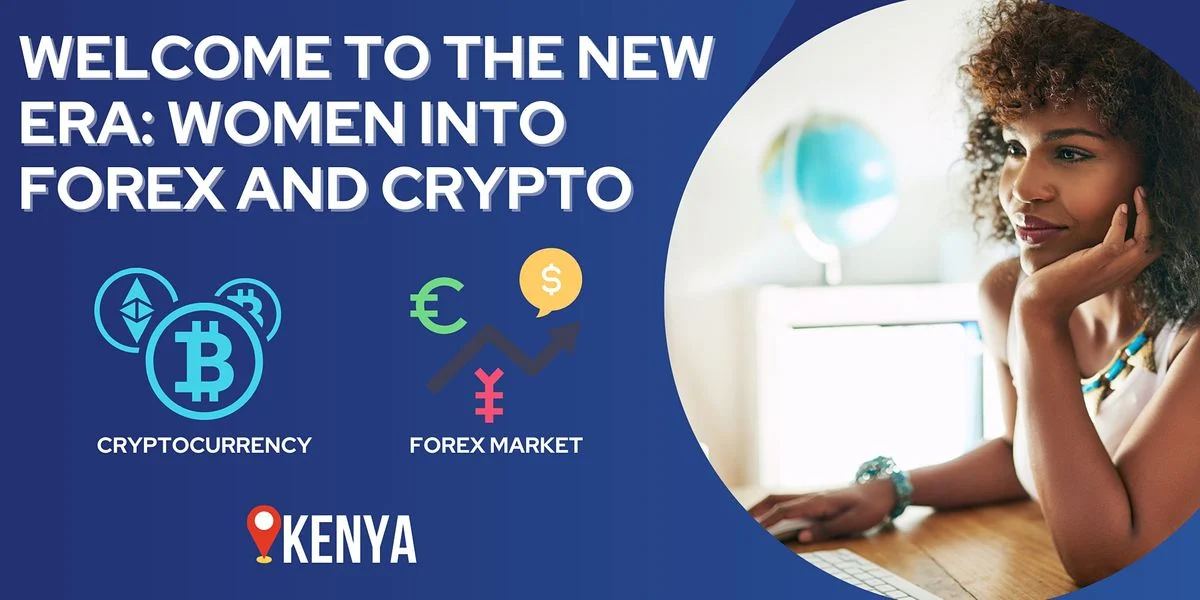 WELCOME TO THE NEW
ERA: WOMEN INTO
FOREX AND CRYPTO
CRYPTOCURRENCY
FOREX MARKET
KENYA